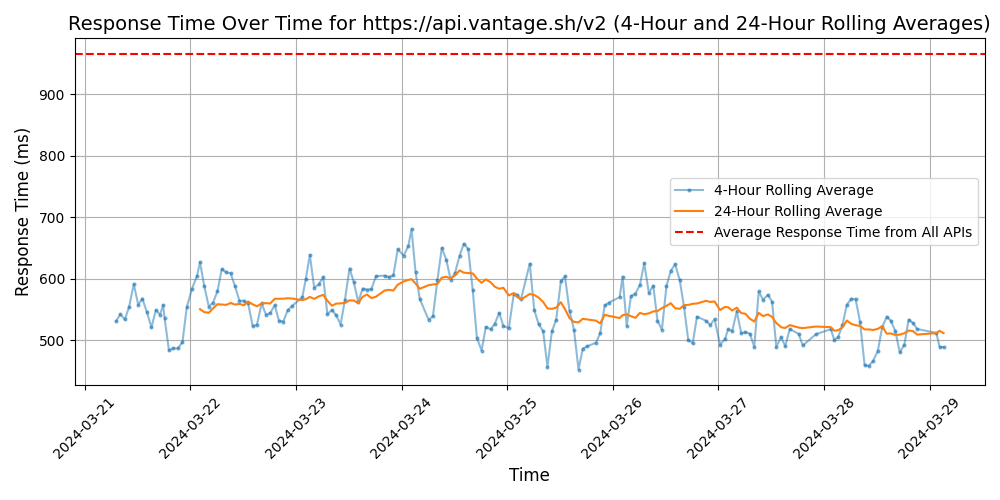 Response Time Over Time for https://api.vantage.sh/v2 (4-Hour and 24-Hour Rolling Averages)
Response Time (ms)
900
800
700
600
500
4-Hour Rolling Average
24-Hour Rolling Average
Average Response Time from All APIs
2024-03-21
2024-03-22
2024-03-23
2024-03-24
2024-03-25
2024-03-26
2024-03-27
2024-03-28
2024-03-29
Time